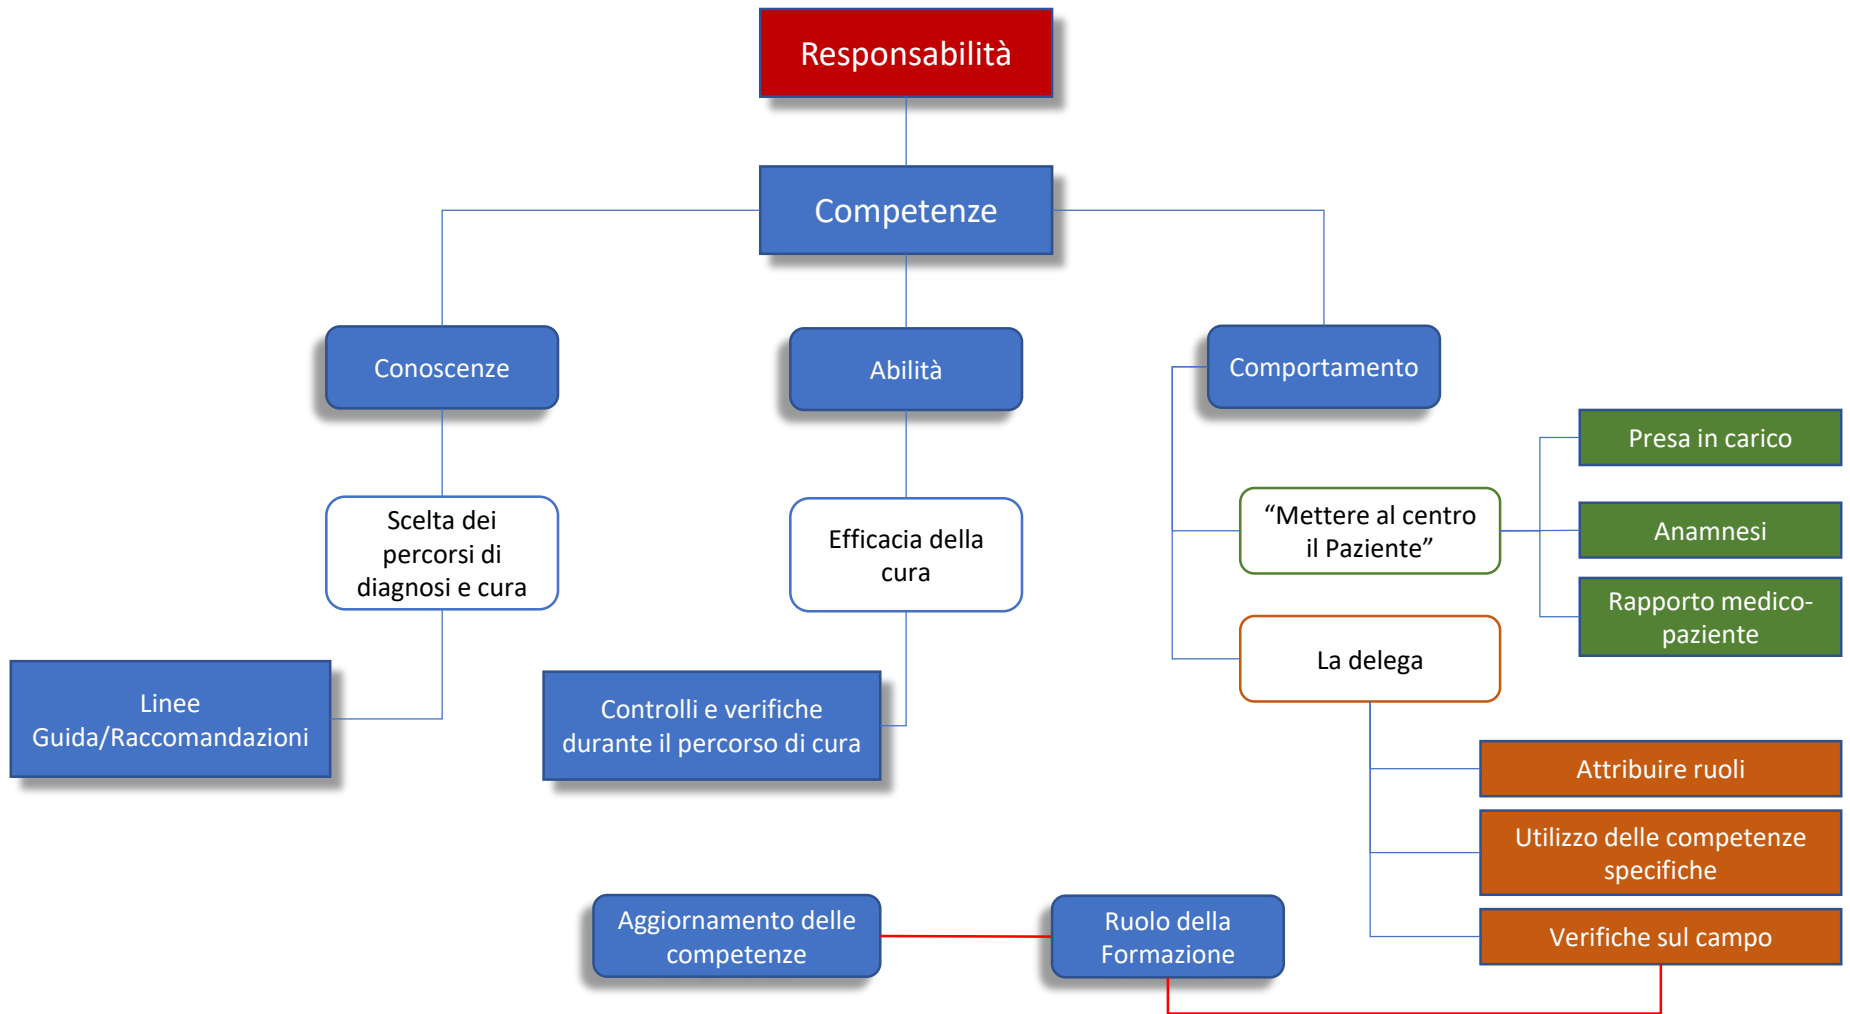 Responsabilità
Competenze
Conoscenze
Abilità
Comportamento
Scelta dei
percorsi di
diagnosi e cura
Efficacia della
cura
“Mettere al centro
il Paziente”
Presa in carico
Anamnesi
Rapporto medico-
paziente
La delega
Linee
Guida/Raccomandazioni
Controlli e verifiche
durante il percorso di cura
Attribuire ruoli
Utilizzo delle competenze
specifiche
Verifiche sul campo
Aggiornamento delle
competenze
Ruolo della
Formazione